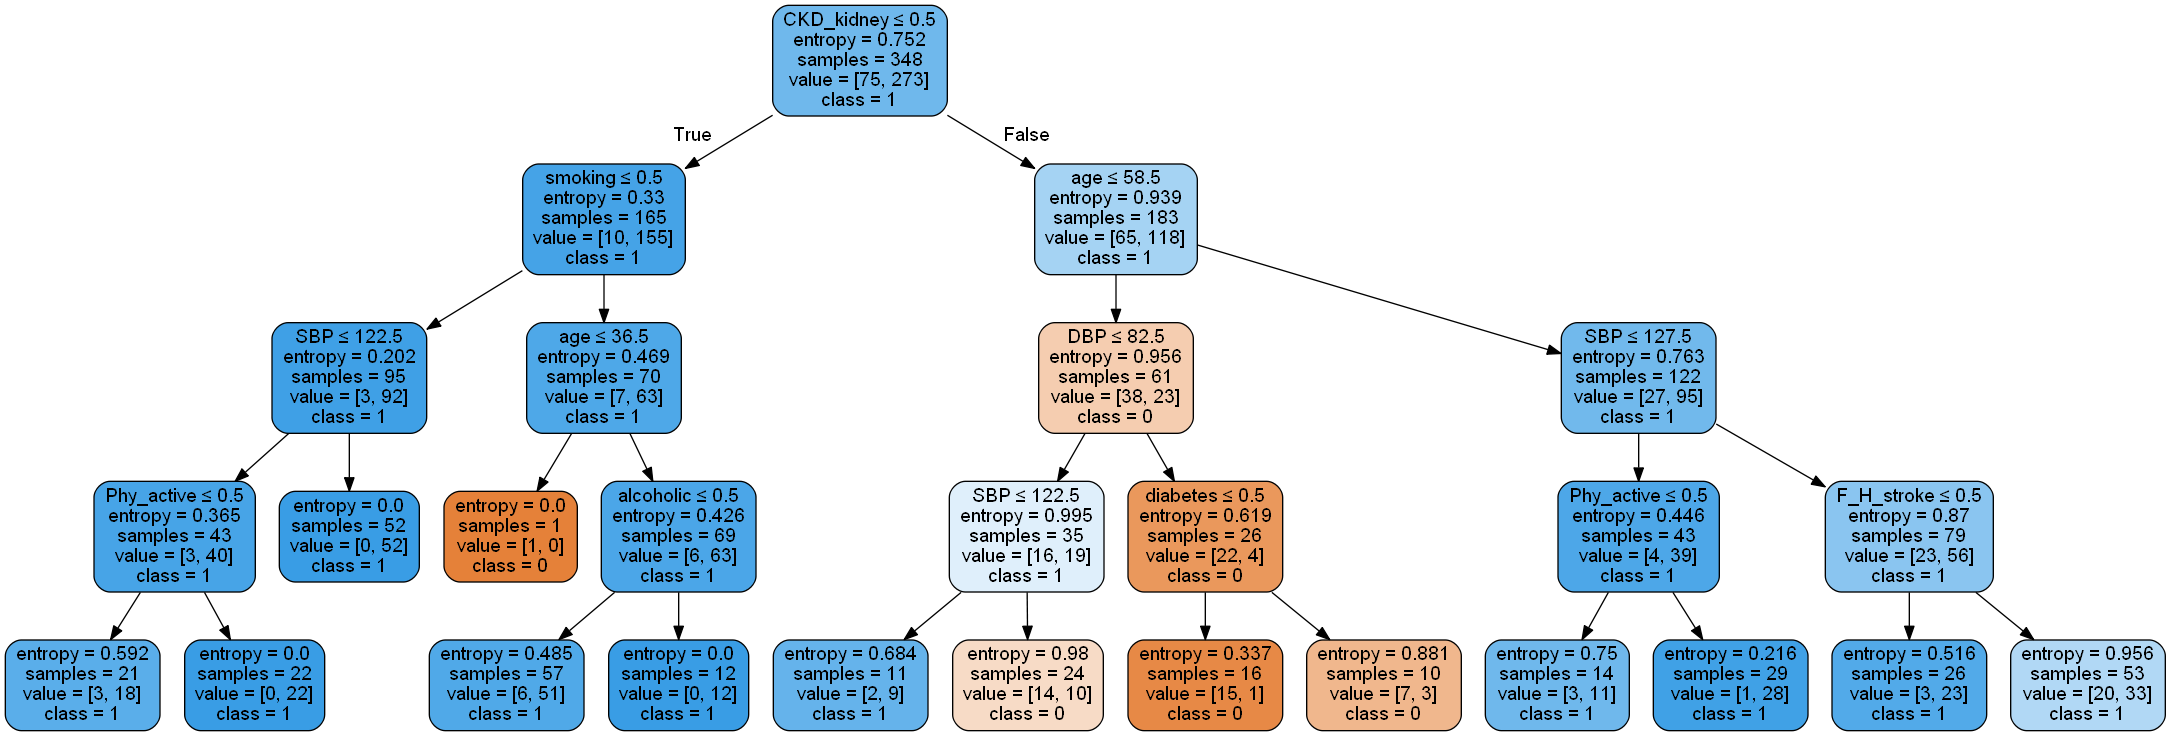 CKD_kidney ≤ 0.5
entropy = 0.752
samples = 348
value = [75, 273]
class = 1
True
False
smoking ≤ 0.5
entropy = 0.33
samples = 165
value = [10, 155]
class = 1
age ≤ 58.5
entropy = 0.939
samples = 183
value = [65, 118]
class = 1
SBP ≤ 122.5
entropy = 0.202
samples = 95
value = [3, 92]
class = 1
age ≤ 36.5
entropy = 0.469
samples = 70
value = [7, 63]
class = 1
DBP ≤ 82.5
entropy = 0.956
samples = 61
value = [38, 23]
class = 0
SBP ≤ 127.5
entropy = 0.763
samples = 122
value = [27, 95]
class = 1
Phy_active ≤ 0.5
entropy = 0.365
samples = 43
value = [3, 40]
class = 1
entropy = 0.0
samples = 52
value = [0, 52]
class = 1
entropy = 0.0
samples = 1
value = [1, 0]
class = 0
alcoholic ≤ 0.5
entropy = 0.426
samples = 69
value = [6, 63]
class = 1
SBP ≤ 122.5
entropy = 0.995
samples = 35
value = [16, 19]
class = 1
diabetes ≤ 0.5
entropy = 0.619
samples = 26
value = [22, 4]
class = 0
Phy_active ≤ 0.5
entropy = 0.446
samples = 43
value = [4, 39]
class = 1
F_H_stroke ≤ 0.5
entropy = 0.87
samples = 79
value = [23, 56]
class = 1
entropy = 0.592
samples = 21
value = [3, 18]
class = 1
entropy = 0.0
samples = 22
value = [0, 22]
class = 1
entropy = 0.485
samples = 57
value = [6, 51]
class = 1
entropy = 0.0
samples = 12
value = [0, 12]
class = 1
entropy = 0.684
samples = 11
value = [2, 9]
class = 1
entropy = 0.98
samples = 24
value = [14, 10]
class = 0
entropy = 0.337
samples = 16
value = [15, 1]
class = 0
entropy = 0.881
samples = 10
value = [7, 3]
class = 0
entropy = 0.75
samples = 14
value = [3, 11]
class = 1
entropy = 0.216
samples = 29
value = [1, 28]
class = 1
entropy = 0.516
samples = 26
value = [3, 23]
class = 1
entropy = 0.956
samples = 53
value = [20, 33]
class = 1